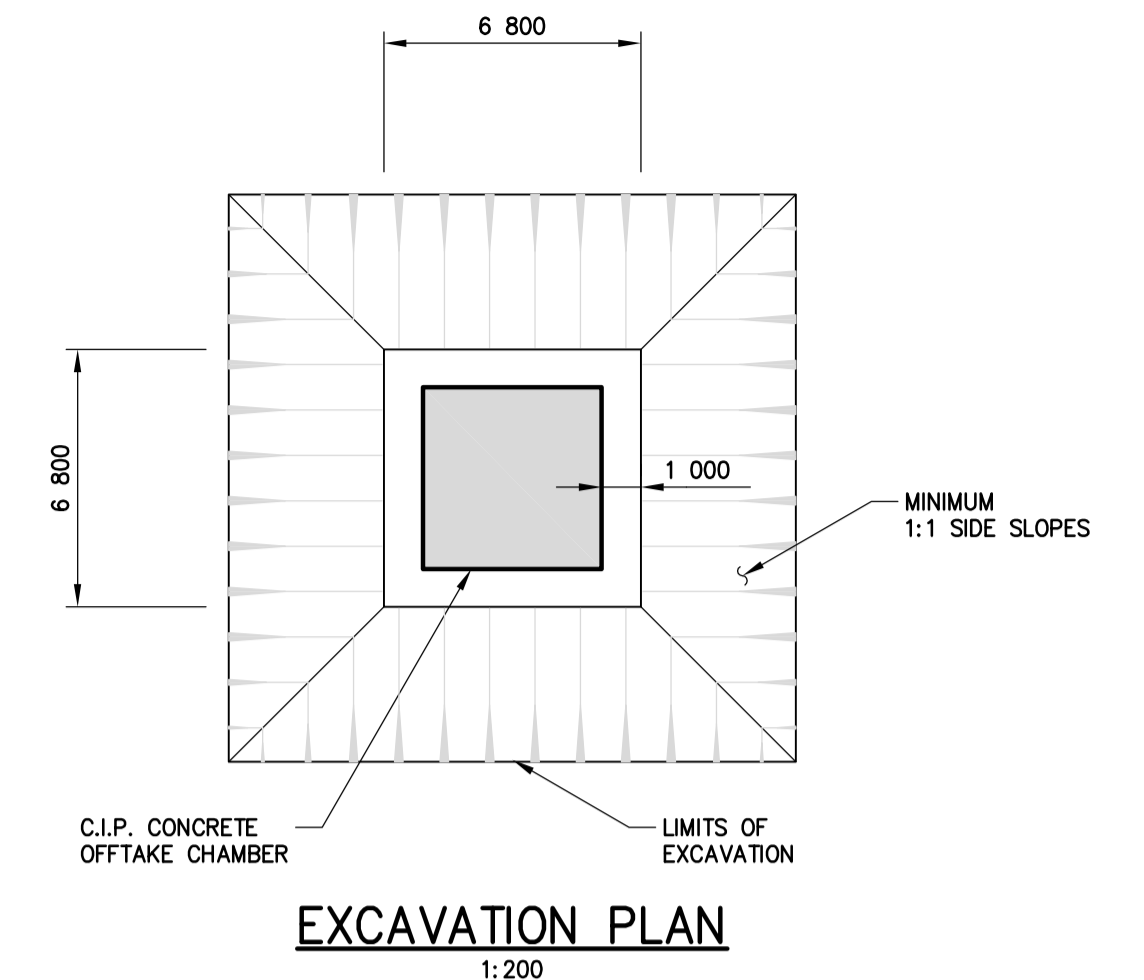 6 800
6 800
1 000
MINIMUM
1:1 SIDE SLOPES
C.I.P. CONCRETE
OFFTAKE CHAMBER
LIMITS OF
EXCAVATION
EXCAVATION PLAN
1:200